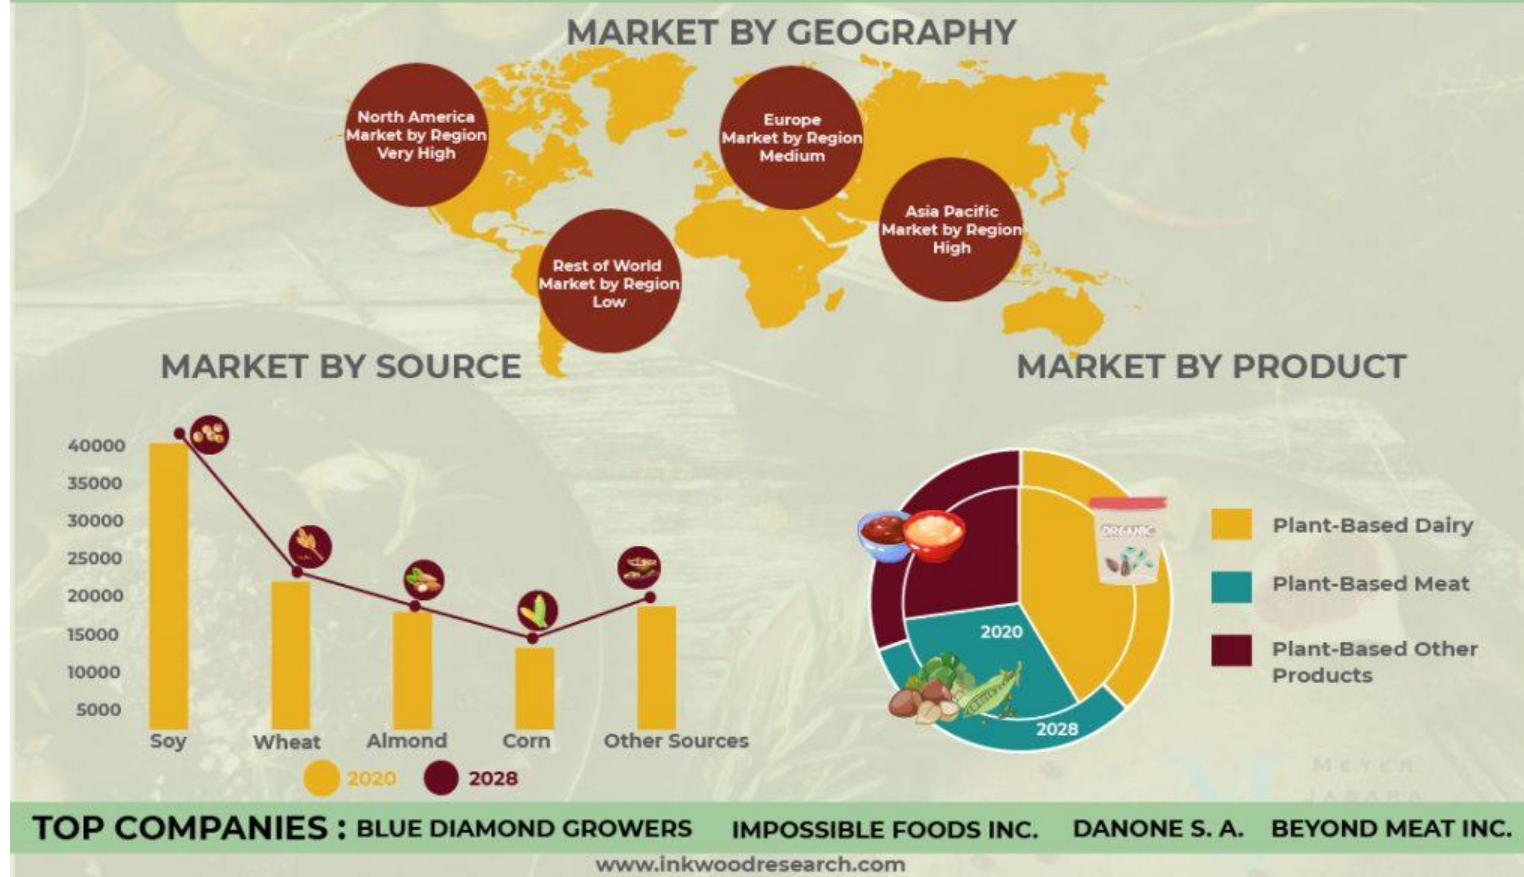 MARKET BY GEOGRAPHY
North America
Market by Region
Very High
Europe
Market by Region
Medium
Asia Pacific
Market by Region
High
Rest of World
Market by Region
Low
MARKET BY SOURCE
40000
35000
30000
25000
20000
15000
10000
5000
Soy
Wheat
Almond
Corn
Other Sources
2020
2028
MARKET BY PRODUCT
ORGANIC
2020
2028
Plant-Based Dairy
Plant-Based Meat
Plant-Based Other
Products
MEYER
JABARA
TOP COMPANIES : BLUE DIAMOND GROWERS IMPOSSIBLE FOODS INC. DANONE S. A. BEYOND MEAT INC.
www.inkwoodresearch.com